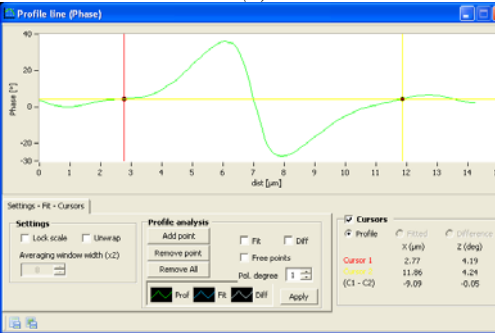 Profile line (Phase)
40
20
0
-20
-30
Phase [°]
0 1 2 3 4 5 6 7 8 9 10 11 12 13 14 15
dist [µm]
Settings - Fit - Cursors
Settings
Lock scale Unwrap
Averaging window width (x2)
0
Profile analysis
Add point
Remove point
Remove All
Fit Diff
Free points
Pol. degree 1
Prof Fit Diff Apply
Cursors
Profile Fitted Difference
X (µm) Z (deg)
Cursor 1 2.77 4.19
11.86 4.24
(C1 - C2) -9.09 -0.05